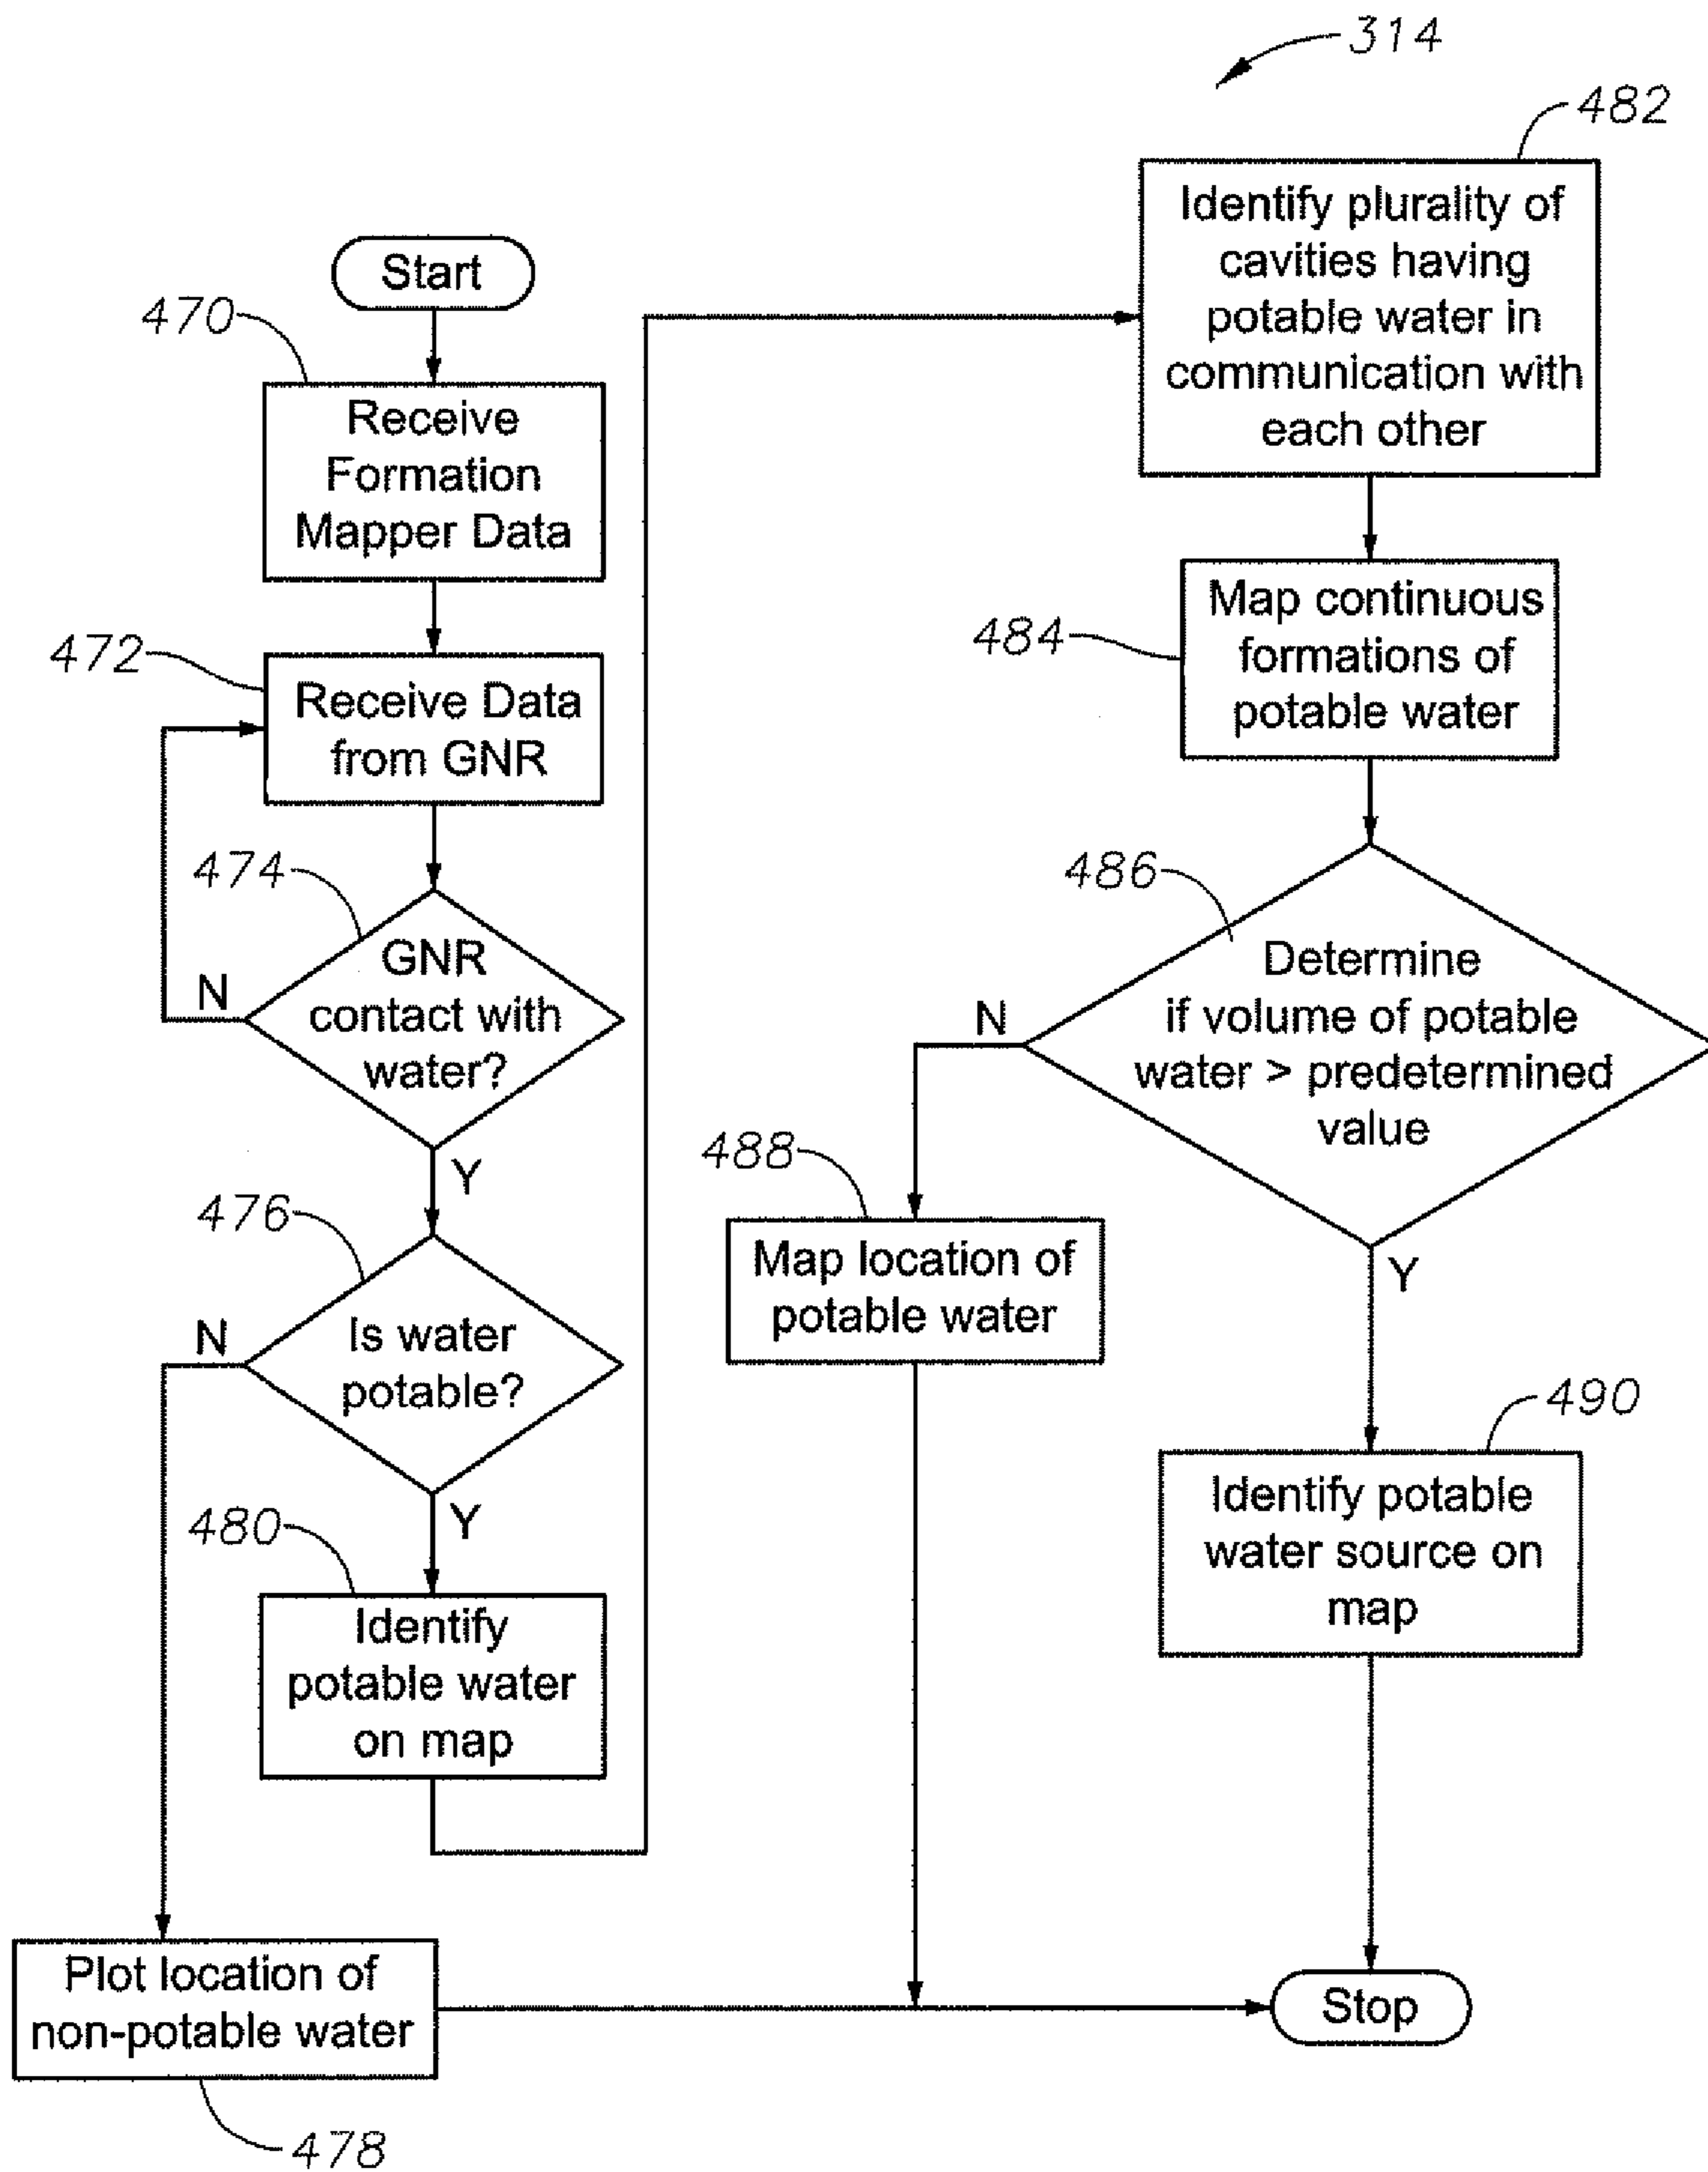 314
482
Identify plurality of
cavities having
potable water in
communication with
each other
Start
470
Receive
Formation
Mapper Data
472
Receive Data
from GNR
474
GNR
contact with
water?
N
Y
476
Is water
potable?
N
Y
480
Identify
potable water
on map
Plot location of
non-potable water
478
484
Map continuous
formations of
potable water
486
Determine
if volume of potable
water > predetermined
value
N
Y
488
Map location of
potable water
490
Identify potable
water source on
map
Stop